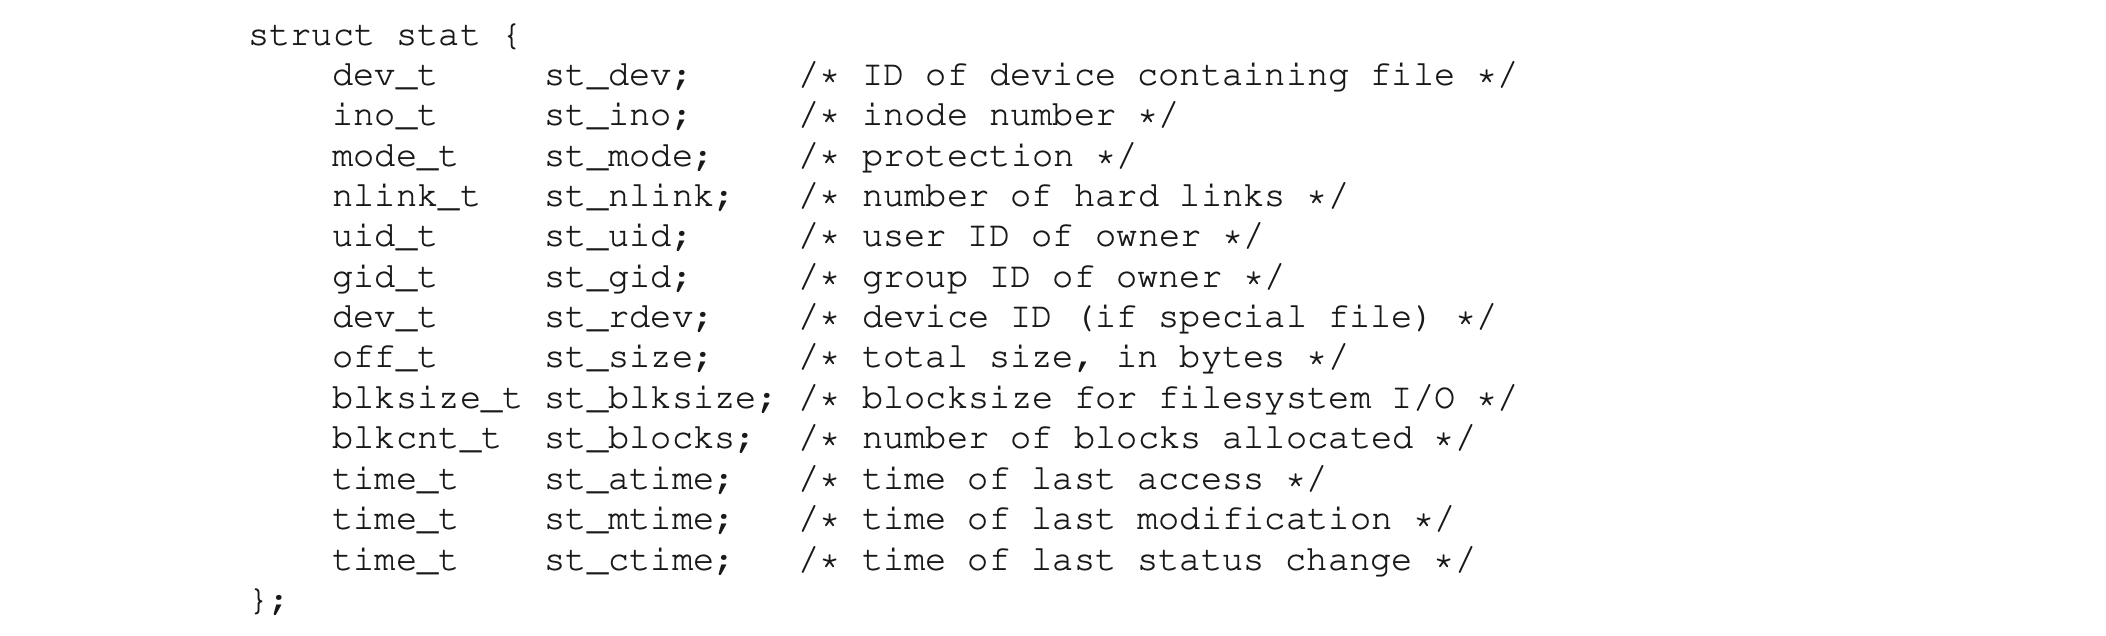 struct stat {
    dev_t     st_dev;     /* ID of device containing file */
    ino_t     st_ino;     /* inode number */
    mode_t    st_mode;    /* protection */
    nlink_t   st_nlink;   /* number of hard links */
    uid_t     st_uid;     /* user ID of owner */
    gid_t     st_gid;     /* group ID of owner */
    dev_t     st_rdev;    /* device ID (if special file) */
    off_t     st_size;    /* total size, in bytes */
    blksize_t st_blksize; /* blocksize for filesystem I/O */
    blkcnt_t  st_blocks;  /* number of blocks allocated */
    time_t    st_atime;   /* time of last access */
    time_t    st_mtime;   /* time of last modification */
    time_t    st_ctime;   /* time of last status change */
};